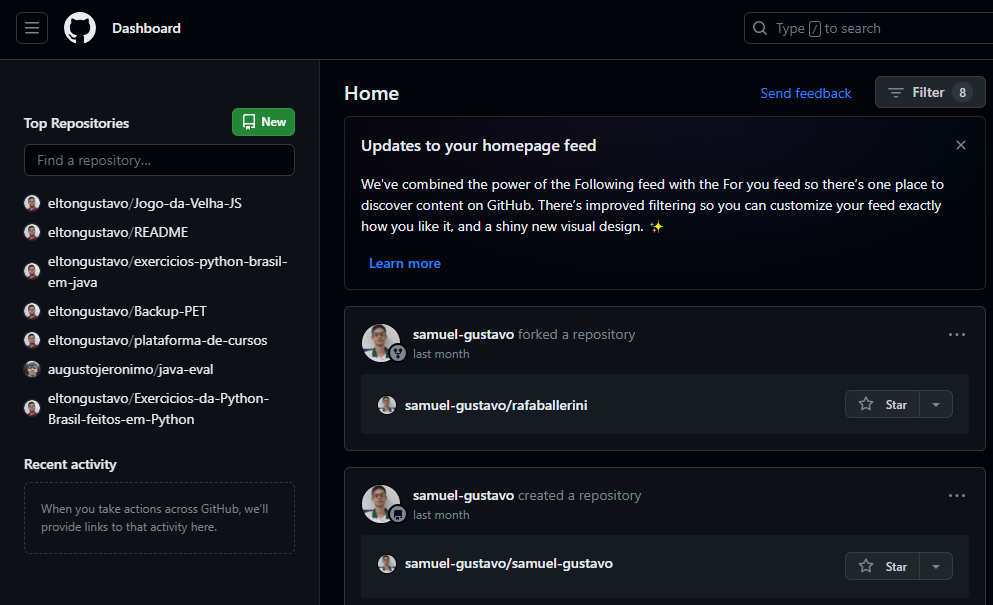 Dashboard
Type / to search
Top Repositories
New
Find a repository...
eltongustavo/Jogo-da-Velha-JS
eltongustavo/README
eltongustavo/exercicios-python-brasil-
em-java
eltongustavo/Backup-PET
eltongustavo/plataforma-de-cursos
augustojeronimo/java-eval
eltongustavo/Exercicios-da-Python-
Brasil-feitos-em-Python
Recent activity
When you take actions across GitHub, we'll
provide links to that activity here.
Home
Send feedback
Filter 8
Updates to your homepage feed
We've combined the power of the Following feed with the For you feed so there's one place to
discover content on GitHub. There's improved filtering so you can customize your feed exactly
how you like it, and a shiny new visual design. ✨
Learn more
samuel-gustavo forked a repository
last month
samuel-gustavo/rafaballerini
Star
samuel-gustavo created a repository
last month
samuel-gustavo/samuel-gustavo
Star